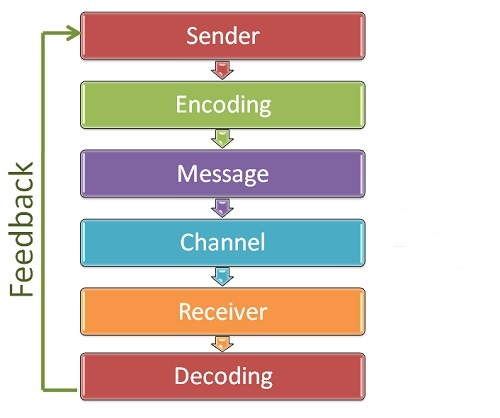 Sender
Encoding
Message
Channel
Receiver
Decoding
Feedback